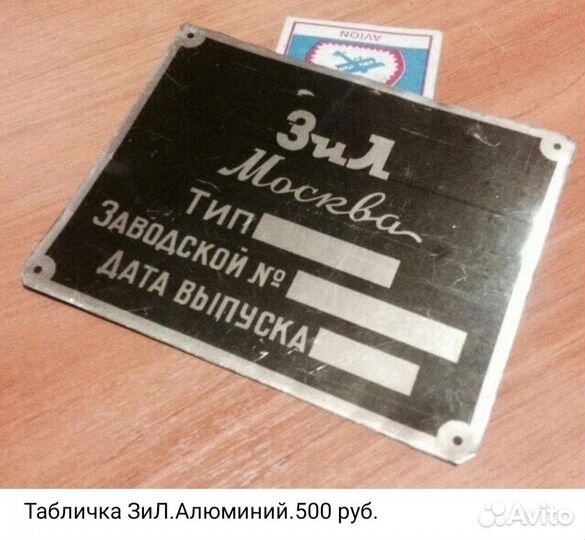 AVION
ЗиЛ
Москва
ТИП
ЗАВОДСКОЙ №
ДАТА ВЫПУСКА
Табличка ЗиЛ.Алюминий.500 руб.
Avito